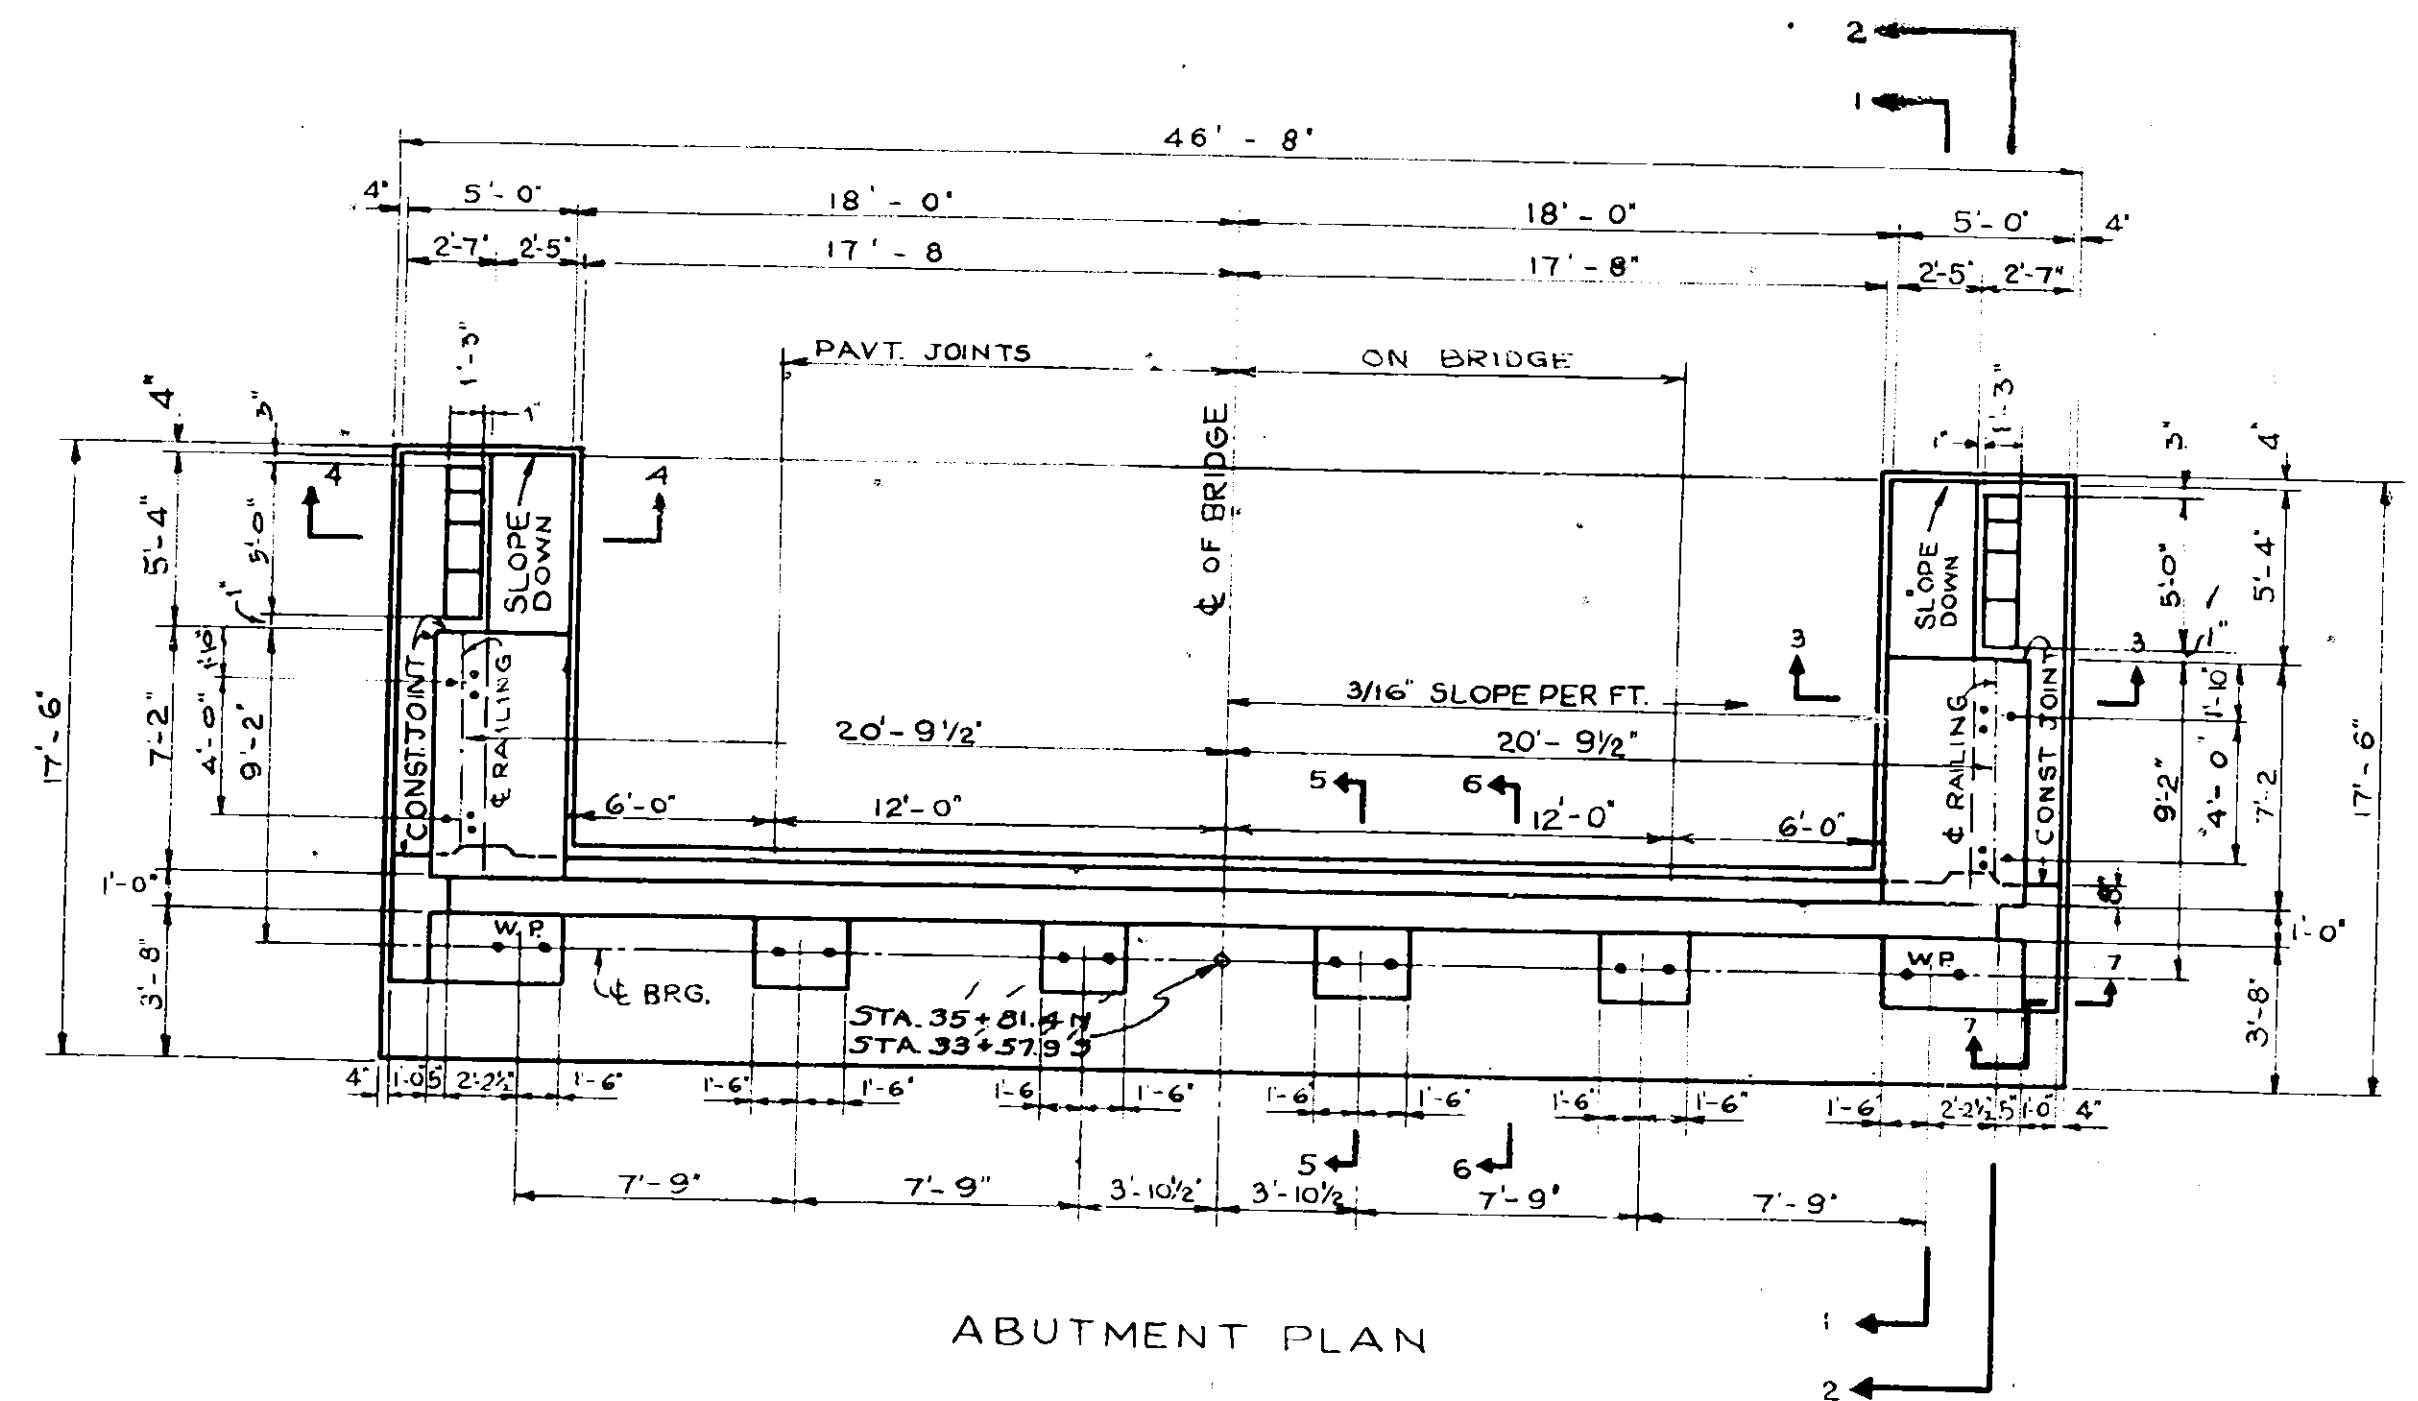 2
1
46' - 8"
4" 5'-0" 18'-0" 18'-0" 5'-0" 4"
2'-7" 2'-5" 17'-8 17'-8" 2'-5" 2'-7"
PAVT. JOINTS ON BRIDGE
1'-3" 1'-3"
4" 3" 1" 1" 3" 4"
4 4
℄ OF BRIDGE
SLOPE
DOWN
SLOPE
DOWN
5'-4" 5'-0" 5'-0" 5'-4"
1" 1"
3 3
1'-10" 1'-10"
17'-6" 7'-2" 4'-0" 9'-2"
CONST. JOINT ℄ RAILING
3/16" SLOPE PER FT.
20'-9½" 20'-9½"
℄ RAILING CONST JOINT
9'-2" 4'-0" 7'-2 17'-6"
5 6
6'-0" 12'-0" 12'-0" 6'-0"
1'-0" 8" 1'-0"
W.P. W.P. 7
3'-8" 3'-8"
℄ BRG.
STA. 35+81.4 N
STA. 33+57.9 S
7
4" 1'-0" 5" 2'-2½" 1'-6" 1'-6" 1'-6" 1'-6 1'-6" 1'-6" 1'-6" 1'-6" 1'-6" 1'-6" 2'-2½" 5" 1'-0" 4"
5 6
7'-9" 7'-9" 3'-10½" 3'-10½ 7'-9" 7'-9"
1
ABUTMENT PLAN
2